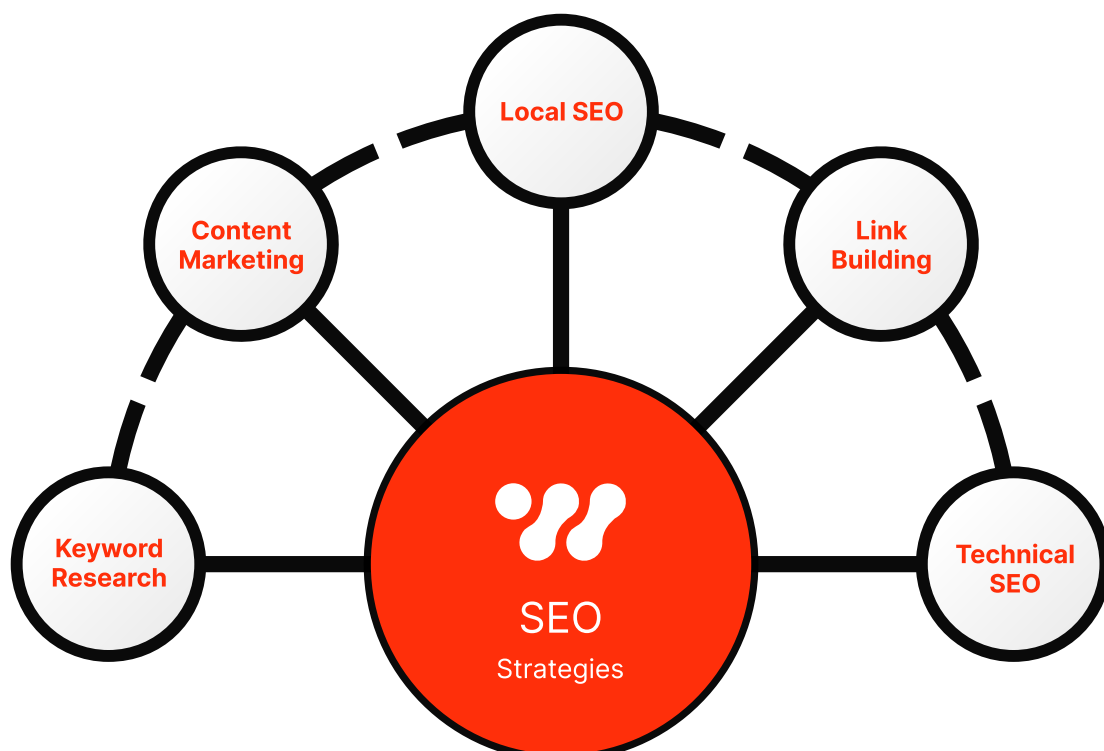 Local SEO
Content
Marketing
Link
Building
Keyword
Research
Technical
SEO
SEO
Strategies